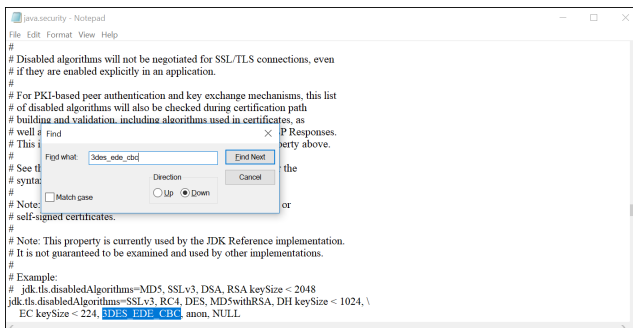 java.security - Notepad
File Edit Format View Help
#
# Disabled algorithms will not be negotiated for SSL/TLS connections, even
# if they are enabled explicitly in an application.
#
# For PKI-based peer authentication and key exchange mechanisms, this list
# of disabled algorithms will also be checked during certification path
# building and validation, including algorithms used in certificates, as
# well a
P Responses.
# This i
perty above.
#
# See th
the
# synta
#
# Note:
or
# self-signed certificates.
#
Find
Find what: 3des_ede_cbc Find Next
Direction Cancel
Match case Up Down
# Note: This property is currently used by the JDK Reference implementation.
# It is not guaranteed to be examined and used by other implementations.
#
# Example:
# jdk.tls.disabledAlgorithms=MD5, SSLv3, DSA, RSA keySize < 2048
jdk.tls.disabledAlgorithms=SSLv3, RC4, DES, MD5withRSA, DH keySize < 1024, \
EC keySize < 224, 3DES_EDE_CBC, anon, NULL